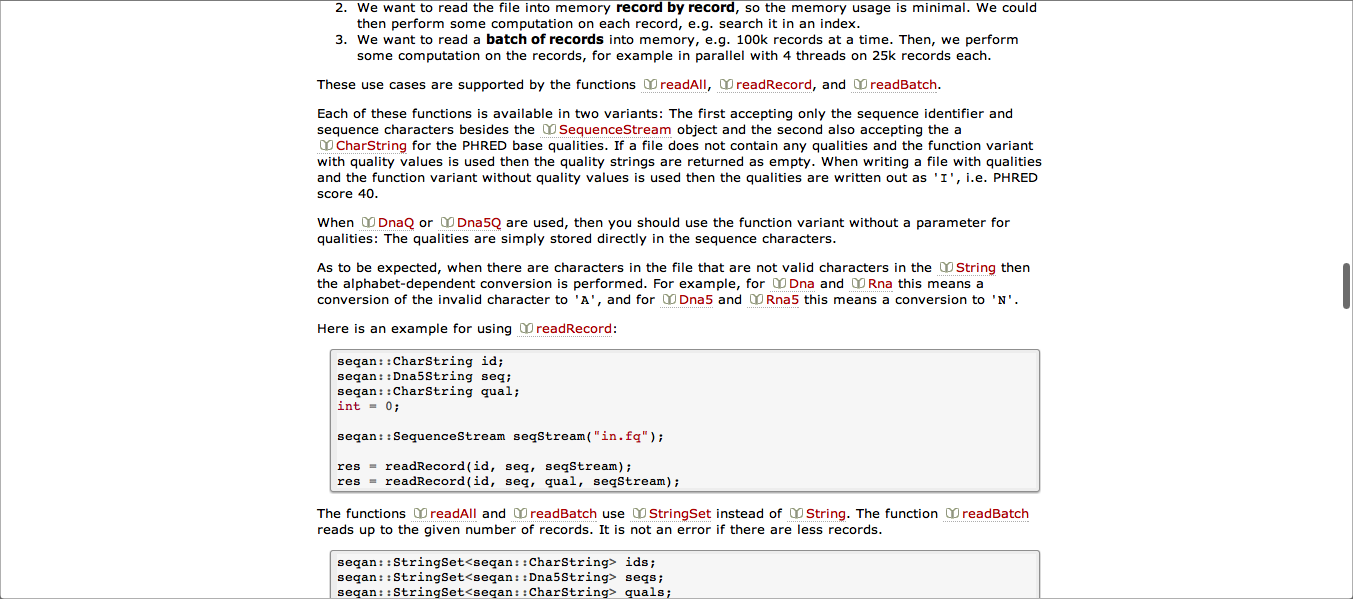 2. We want to read the file into memory record by record, so the memory usage is minimal. We could
then perform some computation on each record, e.g. search it in an index.
3. We want to read a batch of records into memory, e.g. 100k records at a time. Then, we perform
some computation on the records, for example in parallel with 4 threads on 25k records each.
These use cases are supported by the functions readAll, readRecord, and readBatch.
Each of these functions is available in two variants: The first accepting only the sequence identifier and
sequence characters besides the SequenceStream object and the second also accepting the a
CharString for the PHRED base qualities. If a file does not contain any qualities and the function variant
with quality values is used then the quality strings are returned as empty. When writing a file with qualities
and the function variant without quality values is used then the qualities are written out as 'I', i.e. PHRED
score 40.
When DnaQ or Dna5Q are used, then you should use the function variant without a parameter for
qualities: The qualities are simply stored directly in the sequence characters.
As to be expected, when there are characters in the file that are not valid characters in the String then
the alphabet-dependent conversion is performed. For example, for Dna and Rna this means a
conversion of the invalid character to 'A', and for Dna5 and Rna5 this means a conversion to 'N'.
Here is an example for using readRecord:
seqan::CharString id;
seqan::Dna5String seq;
seqan::CharString qual;
int = 0;
seqan::SequenceStream seqStream("in.fq");
res = readRecord(id, seq, seqStream);
res = readRecord(id, seq, qual, seqStream);
The functions readAll and readBatch use StringSet instead of String. The function readBatch
reads up to the given number of records. It is not an error if there are less records.
seqan::StringSet<seqan::CharString> ids;
seqan::StringSet<seqan::Dna5String> seqs;
seqan::StringSet<seqan::CharString> quals;